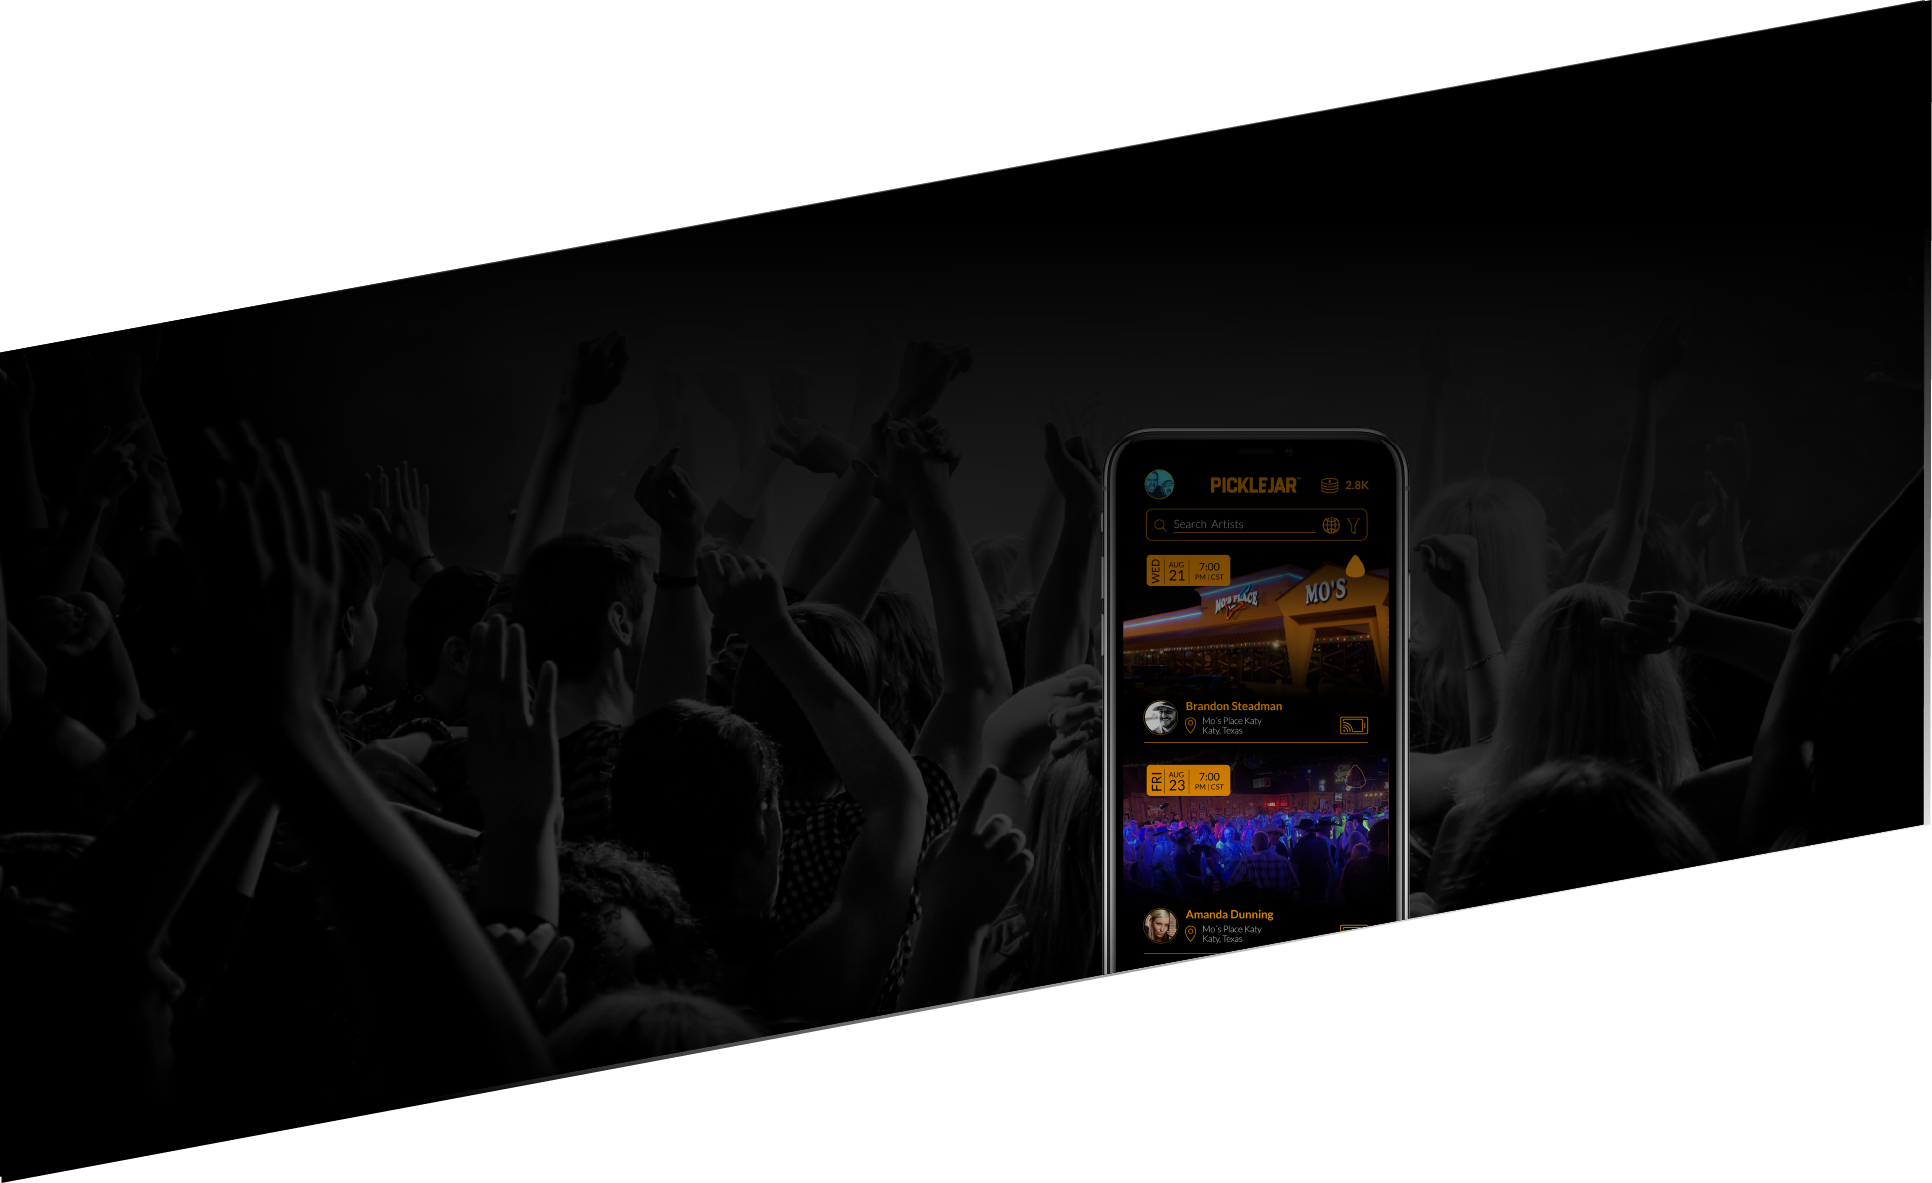 PICKLEJAR™
2.8K
Search Artists
WED
AUG
21
7:00
PM | CST
MO'S PLACE
MO'S
Brandon Steadman
Mo's Place Katy
Katy, Texas
FRI
AUG
23
7:00
PM | CST
Amanda Dunning
Mo's Place Katy
Katy, Texas